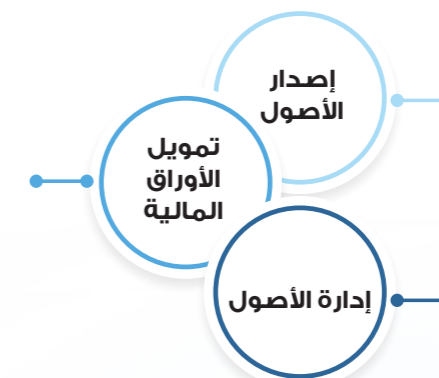 إصدار
الأصول
تمويل
الأوراق
المالية
إدارة الأصول